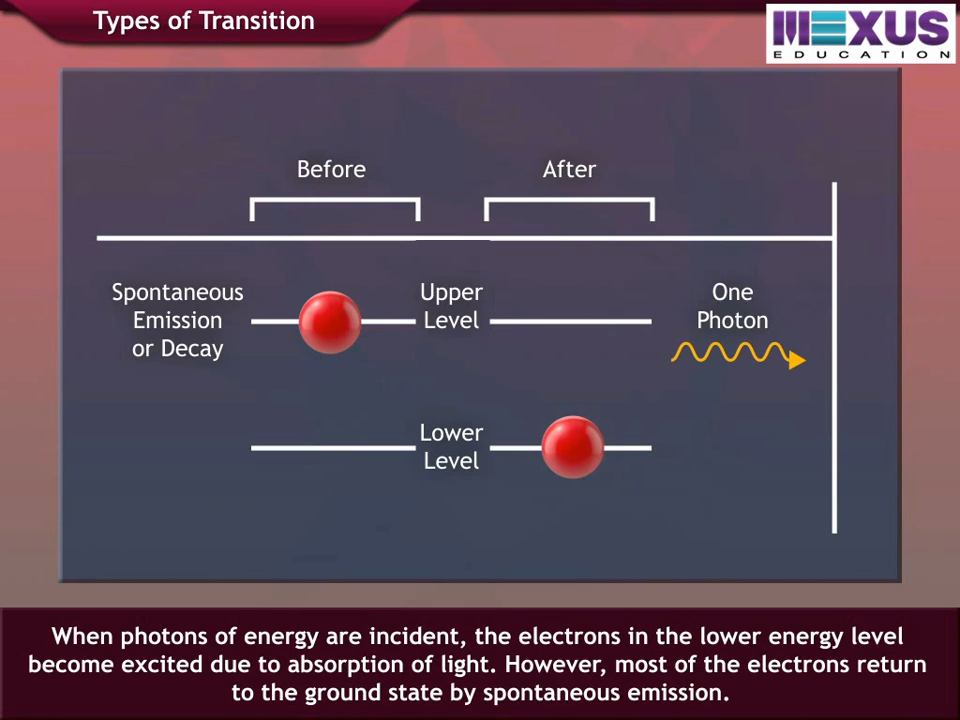 Types of Transition
MEXUS
EDUCATION
Before
After
Spontaneous
Emission
or Decay
Upper
Level
One
Photon
Lower
Level
When photons of energy are incident, the electrons in the lower energy level
become excited due to absorption of light. However, most of the electrons return
to the ground state by spontaneous emission.